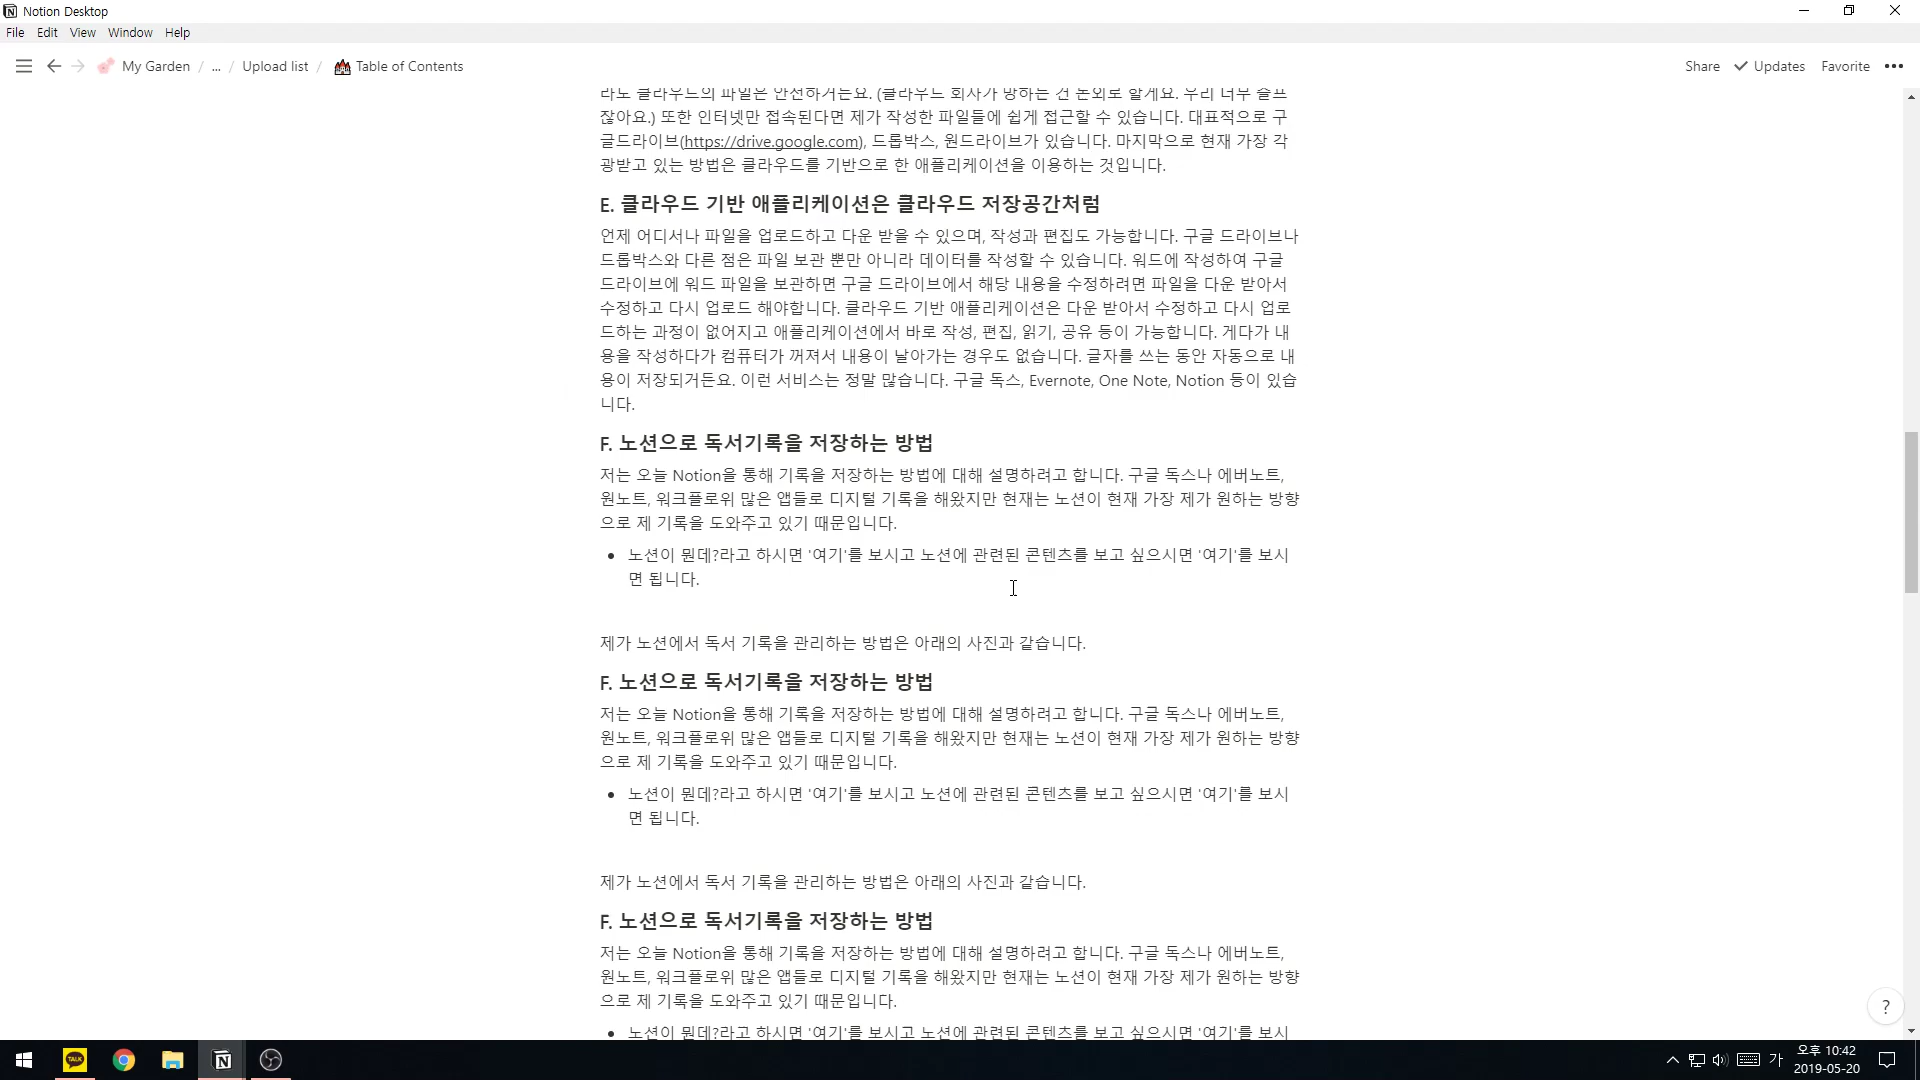 Notion Desktop
File Edit View Window Help
My Garden / ... / Upload list / Table of Contents
Share Updates Favorite
라도 클라우드의 파일은 안전하거든요. (클라우드 회사가 망하는 건 논외로 할게요. 우리 너무 슬프
잖아요.) 또한 인터넷만 접속된다면 제가 작성한 파일들에 쉽게 접근할 수 있습니다. 대표적으로 구
글드라이브(https://drive.google.com), 드롭박스, 원드라이브가 있습니다. 마지막으로 현재 가장 각
광받고 있는 방법은 클라우드를 기반으로 한 애플리케이션을 이용하는 것입니다.
E. 클라우드 기반 애플리케이션은 클라우드 저장공간처럼
언제 어디서나 파일을 업로드하고 다운 받을 수 있으며, 작성과 편집도 가능합니다. 구글 드라이브나
드롭박스와 다른 점은 파일 보관 뿐만 아니라 데이터를 작성할 수 있습니다. 워드에 작성하여 구글
드라이브에 워드 파일을 보관하면 구글 드라이브에서 해당 내용을 수정하려면 파일을 다운 받아서
수정하고 다시 업로드 해야합니다. 클라우드 기반 애플리케이션은 다운 받아서 수정하고 다시 업로
드하는 과정이 없어지고 애플리케이션에서 바로 작성, 편집, 읽기, 공유 등이 가능합니다. 게다가 내
용을 작성하다가 컴퓨터가 꺼져서 내용이 날아가는 경우도 없습니다. 글자를 쓰는 동안 자동으로 내
용이 저장되거든요. 이런 서비스는 정말 많습니다. 구글 독스, Evernote, One Note, Notion 등이 있습
니다.
F. 노션으로 독서기록을 저장하는 방법
저는 오늘 Notion을 통해 기록을 저장하는 방법에 대해 설명하려고 합니다. 구글 독스나 에버노트,
원노트, 워크플로위 많은 앱들로 디지털 기록을 해왔지만 현재는 노션이 현재 가장 제가 원하는 방향
으로 제 기록을 도와주고 있기 때문입니다.
• 노션이 뭔데?라고 하시면 '여기'를 보시고 노션에 관련된 콘텐츠를 보고 싶으시면 '여기'를 보시
면 됩니다.
제가 노션에서 독서 기록을 관리하는 방법은 아래의 사진과 같습니다.
F. 노션으로 독서기록을 저장하는 방법
저는 오늘 Notion을 통해 기록을 저장하는 방법에 대해 설명하려고 합니다. 구글 독스나 에버노트,
원노트, 워크플로위 많은 앱들로 디지털 기록을 해왔지만 현재는 노션이 현재 가장 제가 원하는 방향
으로 제 기록을 도와주고 있기 때문입니다.
• 노션이 뭔데?라고 하시면 '여기'를 보시고 노션에 관련된 콘텐츠를 보고 싶으시면 '여기'를 보시
면 됩니다.
제가 노션에서 독서 기록을 관리하는 방법은 아래의 사진과 같습니다.
F. 노션으로 독서기록을 저장하는 방법
저는 오늘 Notion을 통해 기록을 저장하는 방법에 대해 설명하려고 합니다. 구글 독스나 에버노트,
원노트, 워크플로위 많은 앱들로 디지털 기록을 해왔지만 현재는 노션이 현재 가장 제가 원하는 방향
으로 제 기록을 도와주고 있기 때문입니다.
• 노션이 뭔데?라고 하시면 '여기'를 보시고 노션에 관련된 콘텐츠를 보고 싶으시면 '여기'를 보시
?
TALK
가
오후 10:42
2019-05-20